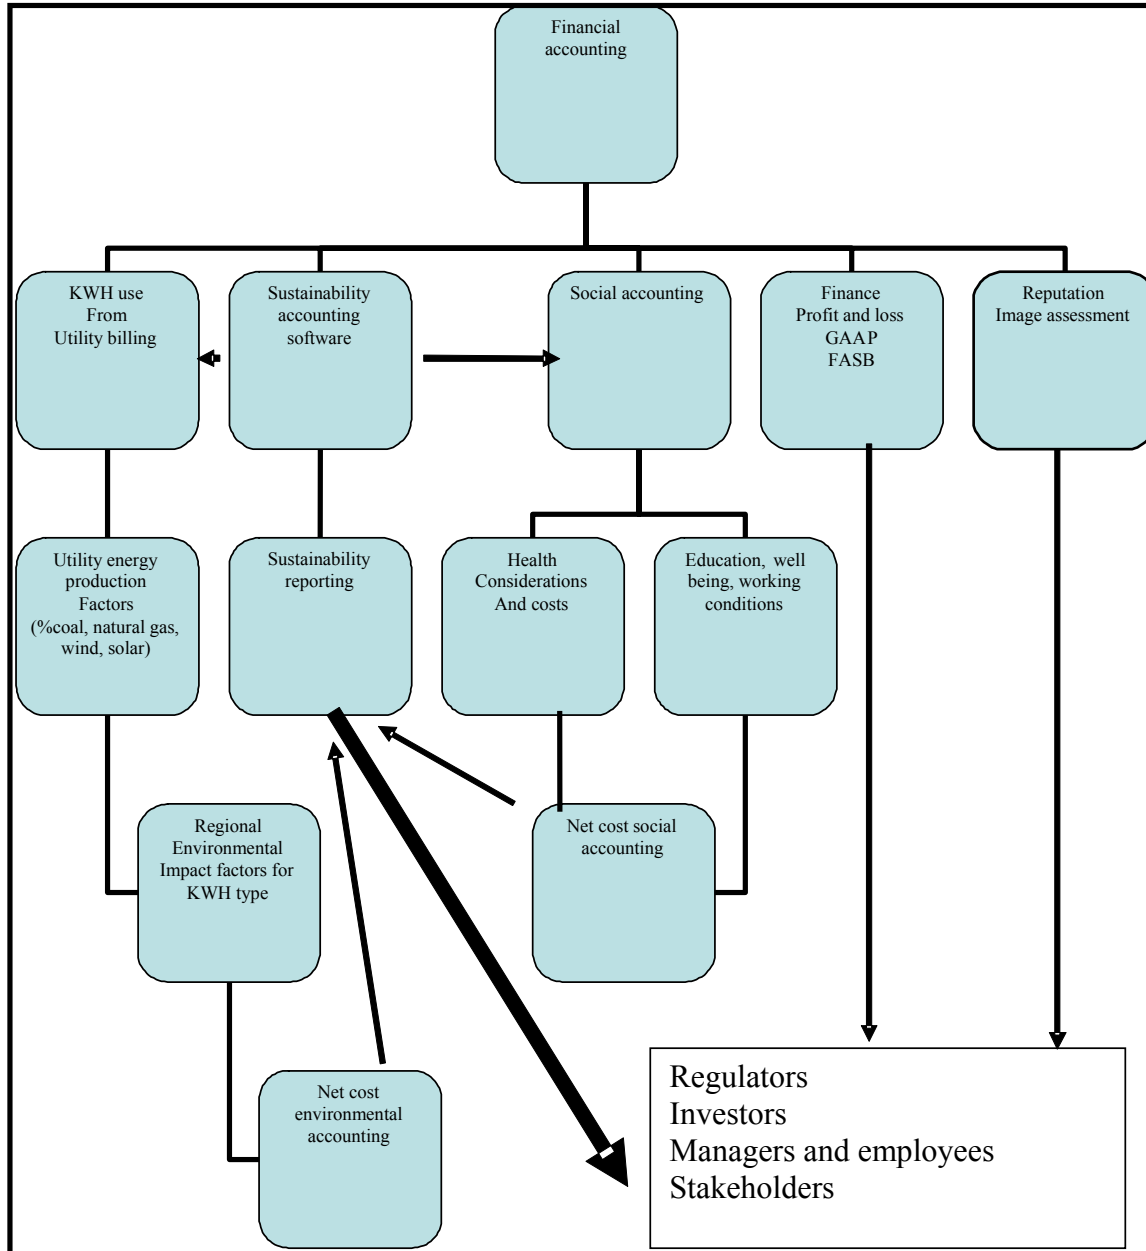 Financial
accounting
KWH use
From
Utility billing
Sustainability
accounting
software
Social accounting
Finance
Profit and loss
GAAP
FASB
Reputation
Image assessment
Utility energy
production
Factors
(%coal, natural gas,
wind, solar)
Sustainability
reporting
Health
Considerations
And costs
Education, well
being, working
conditions
Regional
Environmental
Impact factors for
KWH type
Net cost social
accounting
Net cost
environmental
accounting
Regulators
Investors
Managers and employees
Stakeholders